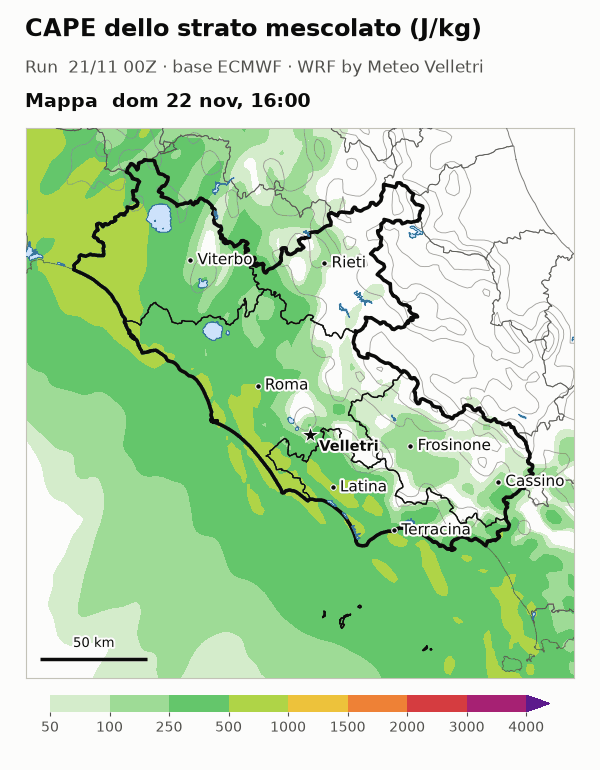 CAPE dello strato mescolato (J/kg)
Run  21/11 00Z · base ECMWF · WRF by Meteo Velletri
Mappa  dom 22 nov, 16:00
Viterbo
Rieti
Roma
Velletri
Frosinone
Cassino
Latina
Terracina
50 km
50 100 250 500 1000 1500 2000 3000 4000